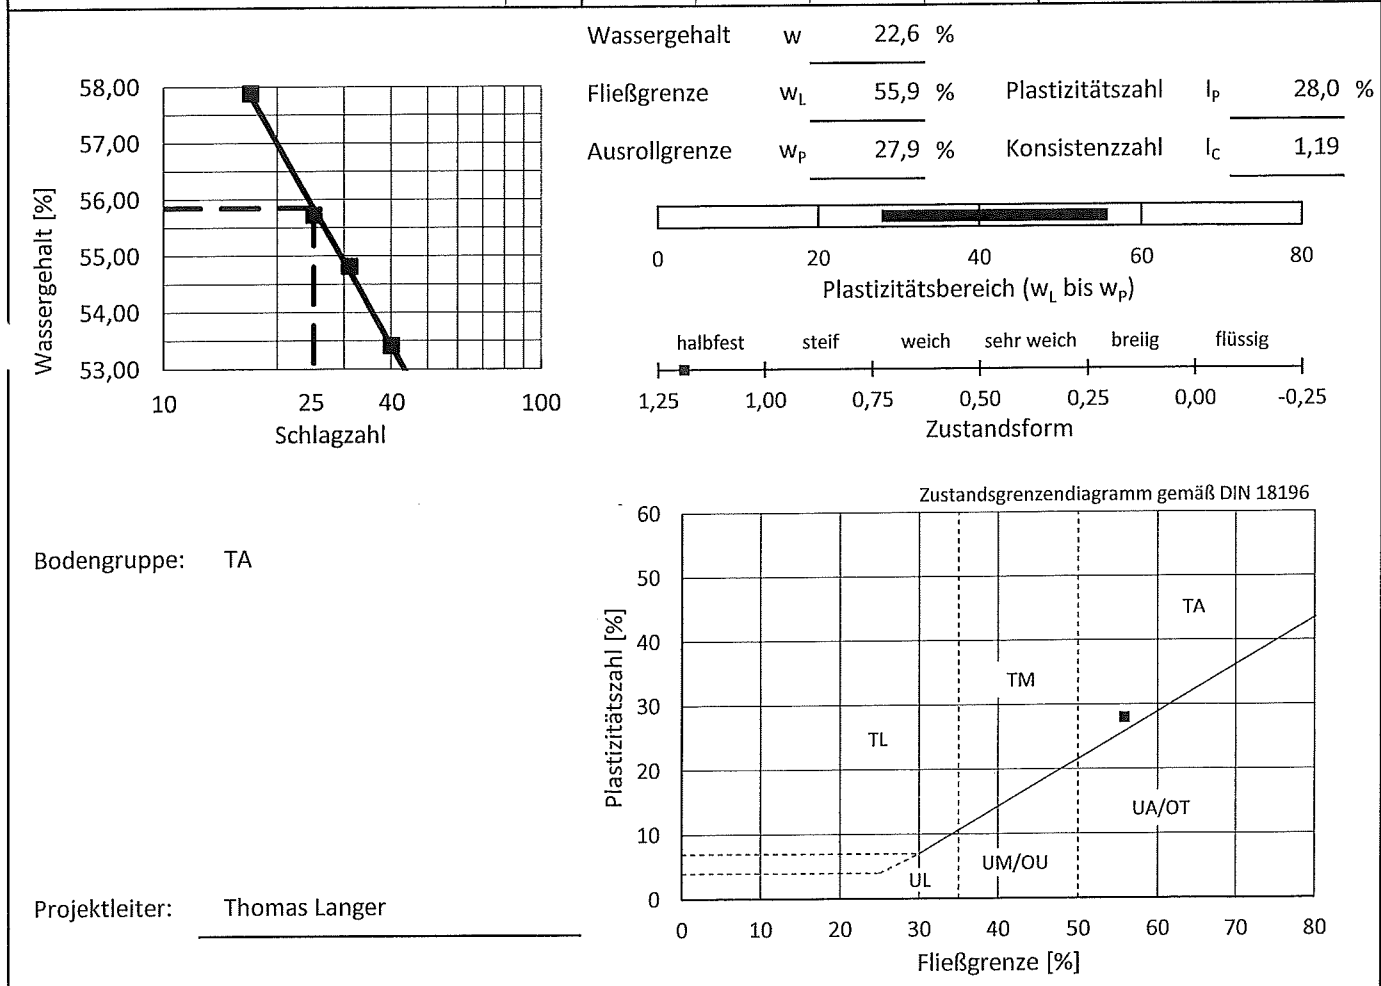 Wassergehalt w 22,6 %
Fließgrenze wL 55,9 % Plastizitätszahl IP 28,0 %
Ausrollgrenze wP 27,9 % Konsistenzzahl IC 1,19
58,00
57,00
56,00
55,00
54,00
53,00
Wassergehalt [%]
10 25 40 100
Schlagzahl
0 20 40 60 80
Plastizitätsbereich (wL bis wP)
halbfest steif weich sehr weich breiig flüssig
1,25 1,00 0,75 0,50 0,25 0,00 -0,25
Zustandsform
Bodengruppe: TA
Zustandsgrenzendiagramm gemäß DIN 18196
60
50
40
30
20
10
0
Plastizitätszahl [%]
TA
TM
TL
UA/OT
UM/OU
UL
0 10 20 30 40 50 60 70 80
Fließgrenze [%]
Projektleiter: Thomas Langer